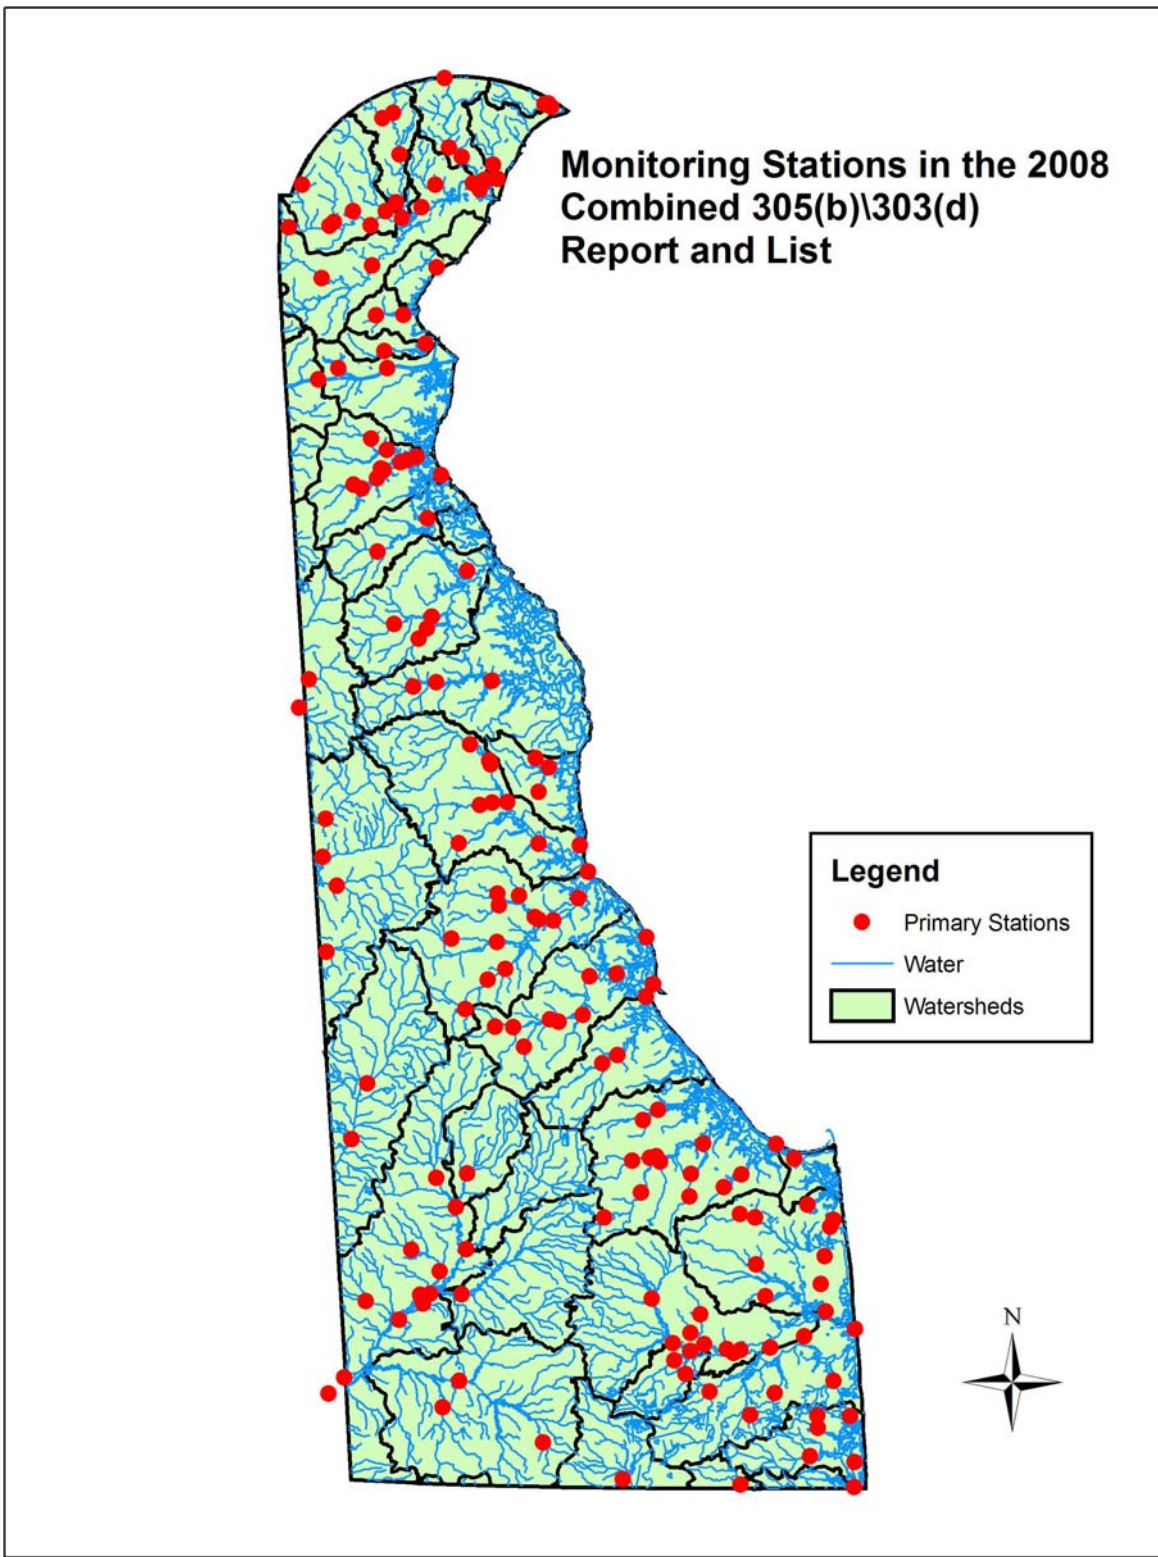 Monitoring Stations in the 2008
Combined 305(b)\303(d)
Report and List
Legend
Primary Stations
Water
Watersheds
N